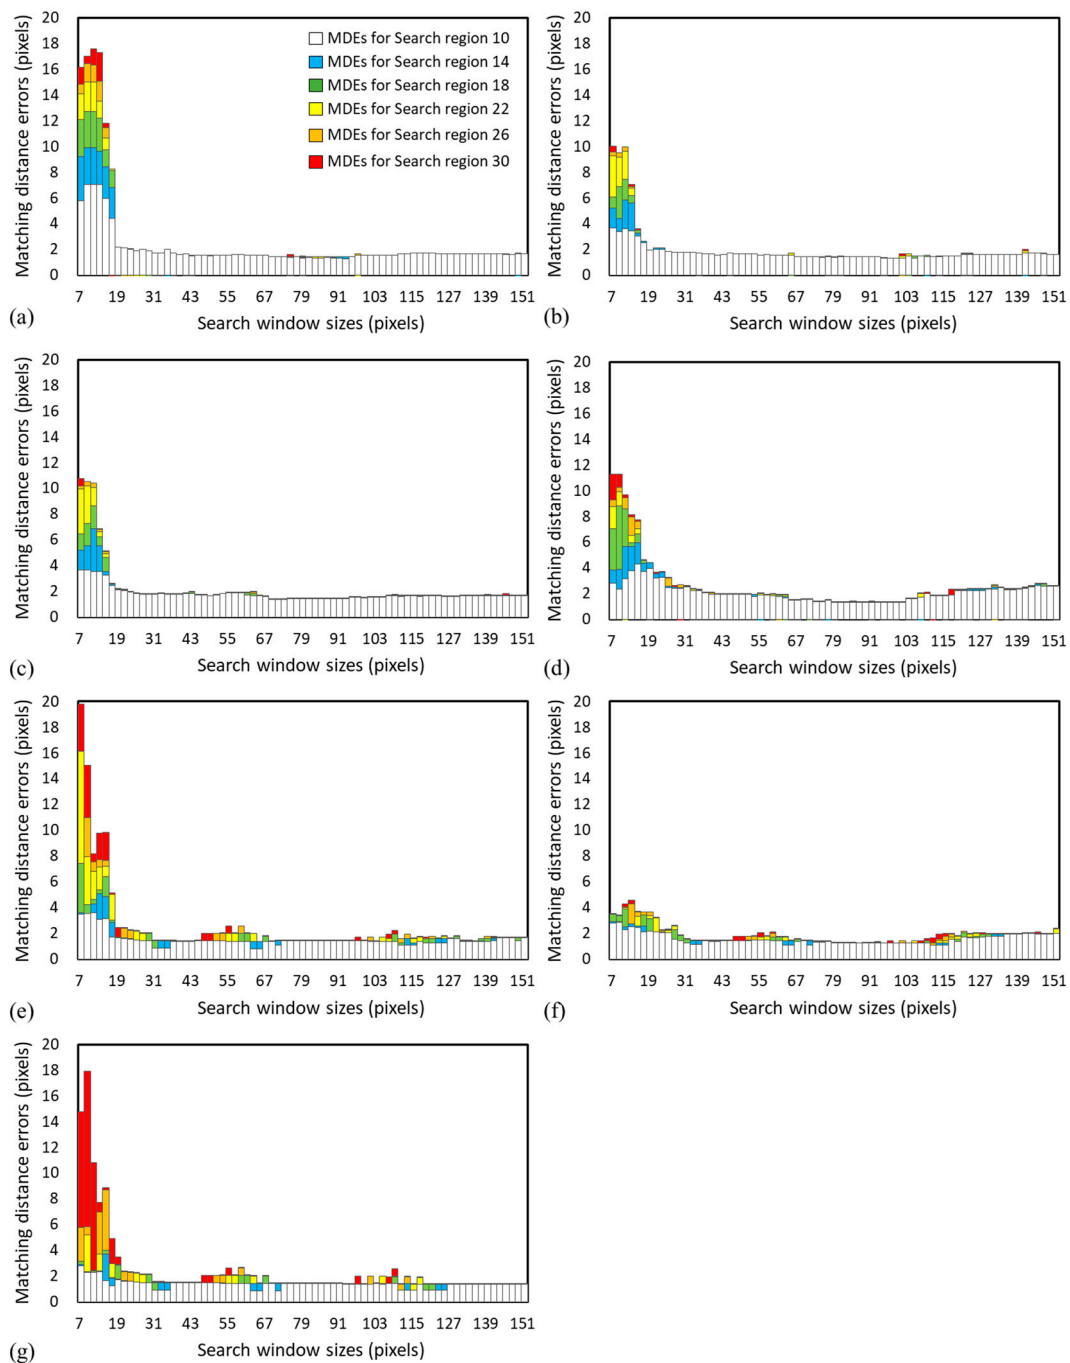 Matching distance errors (pixels)
20
18
16
14
12
10
8
6
4
2
0
MDEs for Search region 10
MDEs for Search region 14
MDEs for Search region 18
MDEs for Search region 22
MDEs for Search region 26
MDEs for Search region 30
7 19 31 43 55 67 79 91 103 115 127 139 151
(a) Search window sizes (pixels)
Matching distance errors (pixels)
20
18
16
14
12
10
8
6
4
2
0
7 19 31 43 55 67 79 91 103 115 127 139 151
(b) Search window sizes (pixels)
Matching distance errors (pixels)
20
18
16
14
12
10
8
6
4
2
0
7 19 31 43 55 67 79 91 103 115 127 139 151
(c) Search window sizes (pixels)
Matching distance errors (pixels)
20
18
16
14
12
10
8
6
4
2
0
7 19 31 43 55 67 79 91 103 115 127 139 151
(d) Search window sizes (pixels)
Matching distance errors (pixels)
20
18
16
14
12
10
8
6
4
2
0
7 19 31 43 55 67 79 91 103 115 127 139 151
(e) Search window sizes (pixels)
Matching distance errors (pixels)
20
18
16
14
12
10
8
6
4
2
0
7 19 31 43 55 67 79 91 103 115 127 139 151
(f) Search window sizes (pixels)
Matching distance errors (pixels)
20
18
16
14
12
10
8
6
4
2
0
7 19 31 43 55 67 79 91 103 115 127 139 151
(g) Search window sizes (pixels)